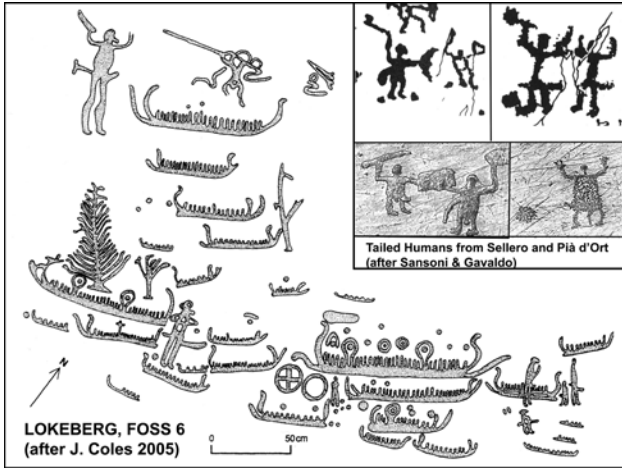 Tailed Humans from Sellero and Pià d'Ort
(after Sansoni & Gavaldo)
N
LOKEBERG, FOSS 6
(after J. Coles 2005)
0 50cm